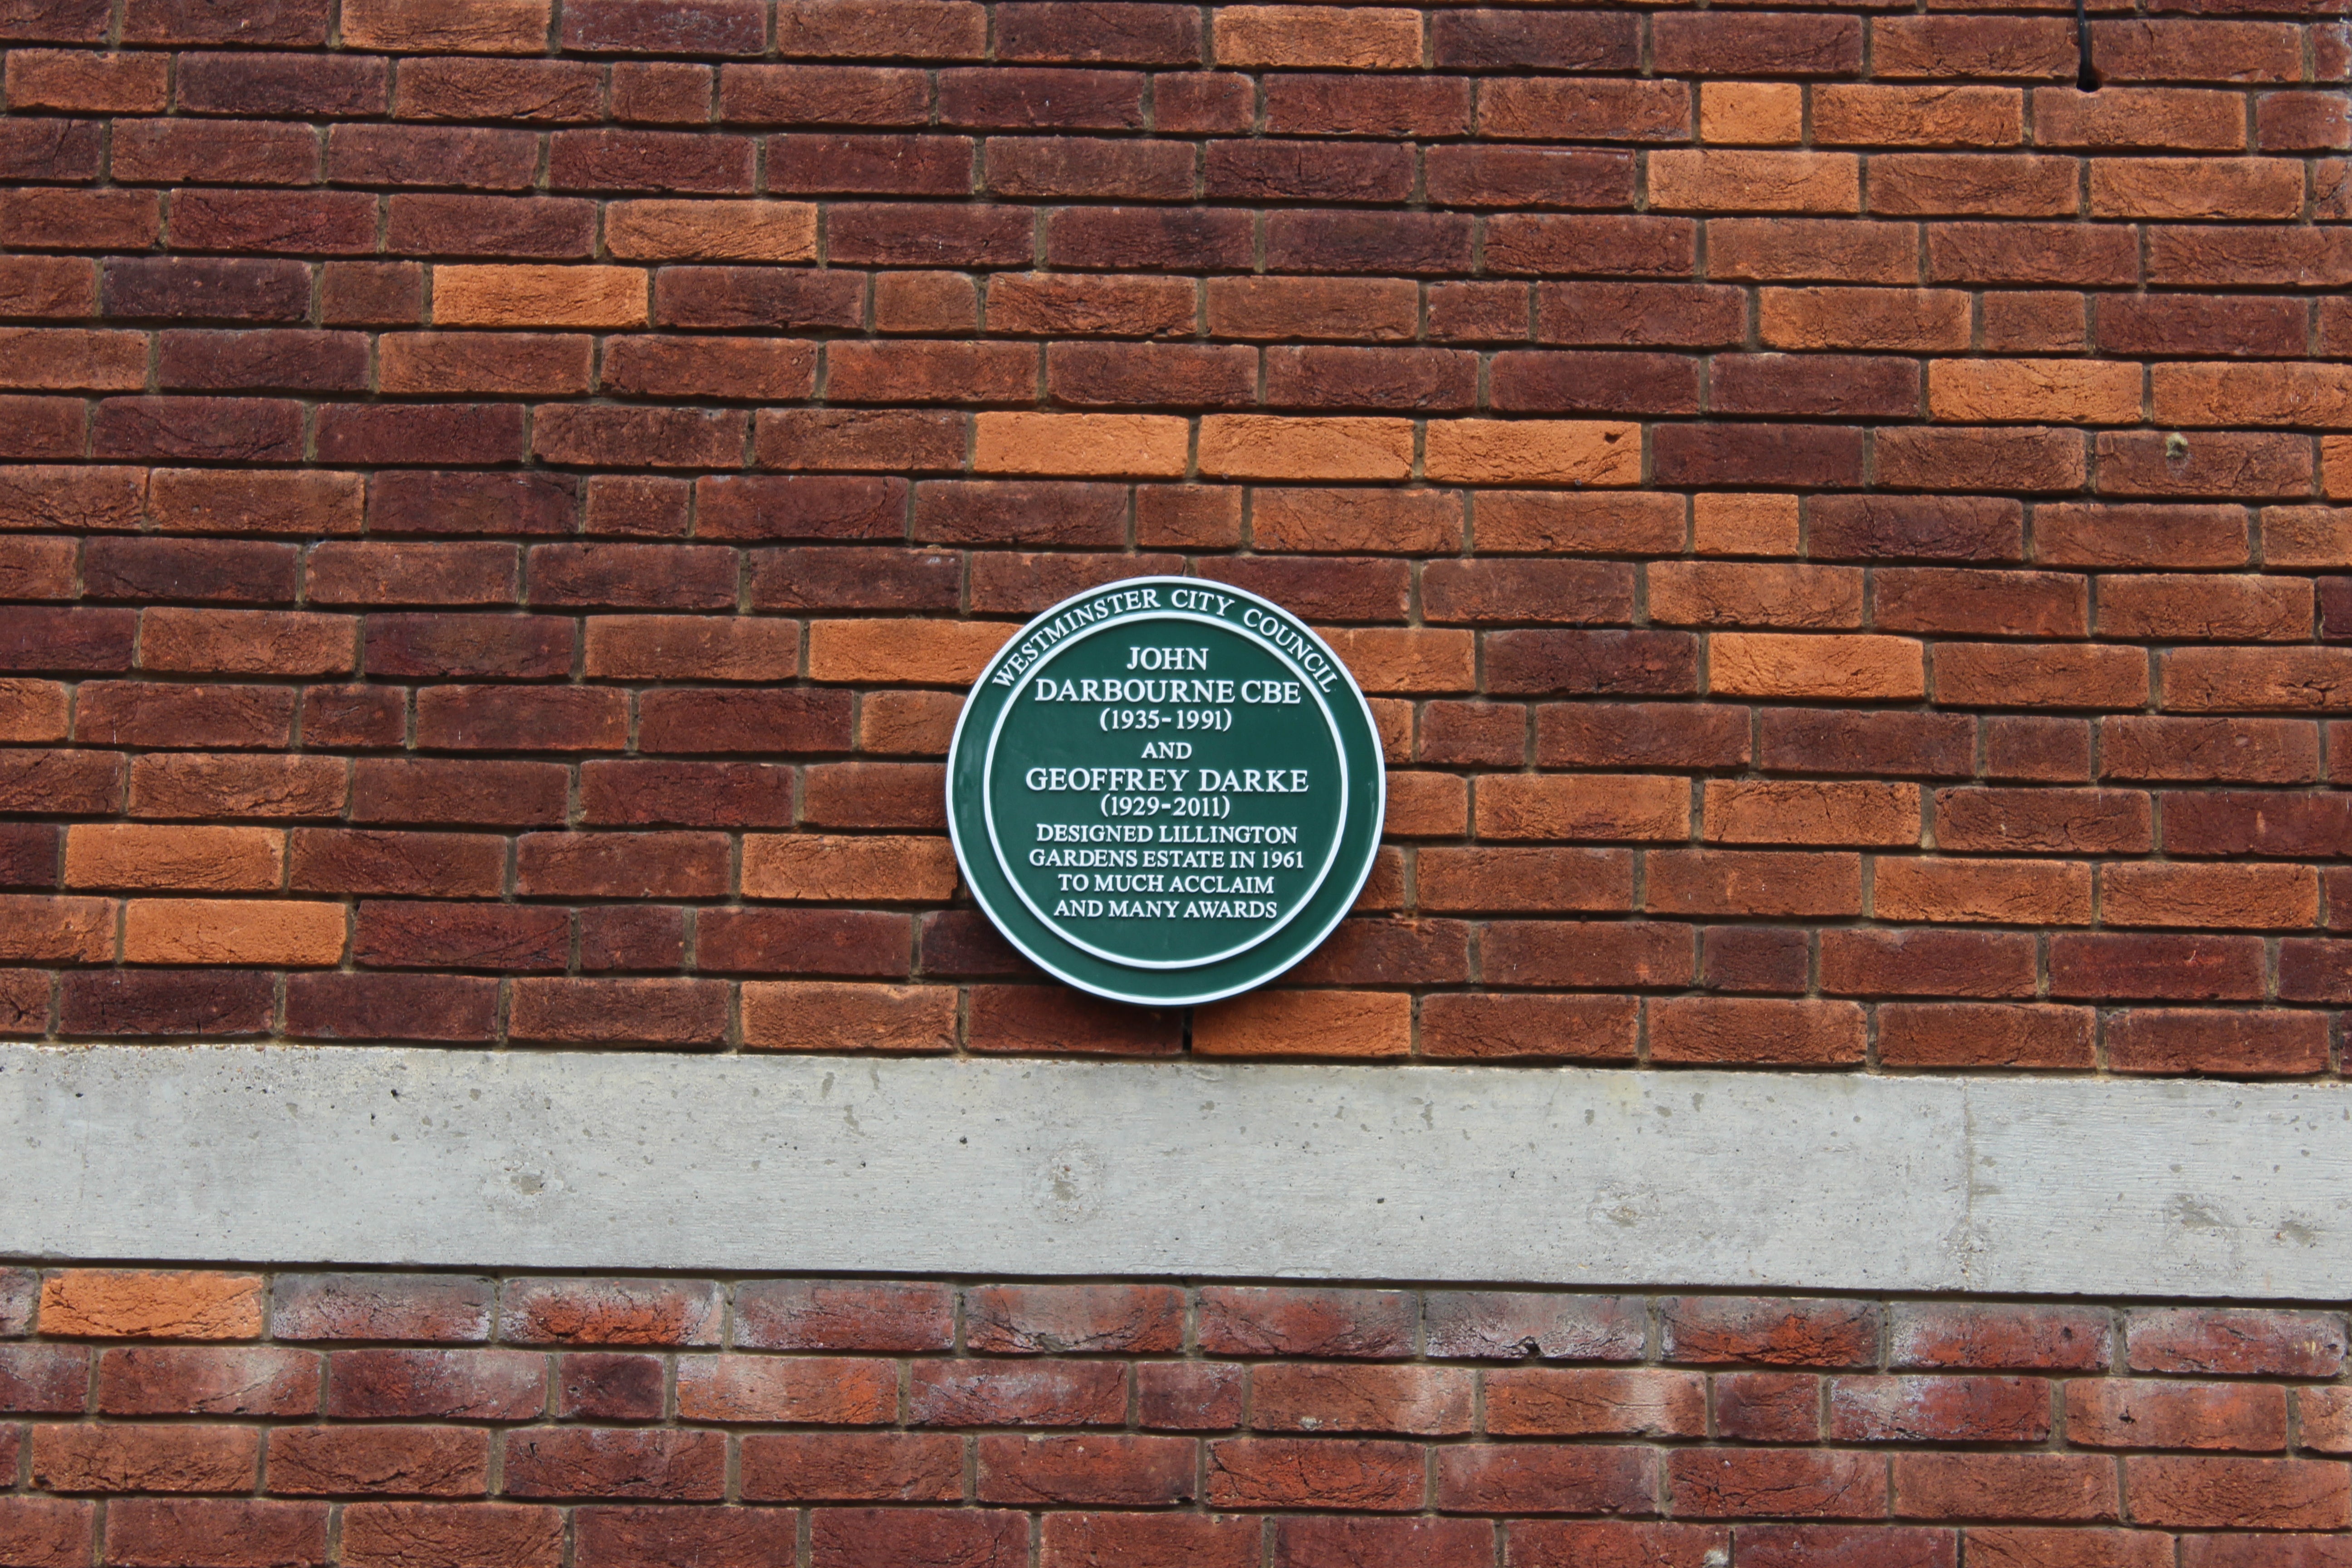 WESTMINSTER CITY COUNCIL
JOHN
DARBOURNE CBE
(1935-1991)
AND
GEOFFREY DARKE
(1929-2011)
DESIGNED LILLINGTON
GARDENS ESTATE IN 1961
TO MUCH ACCLAIM
AND MANY AWARDS